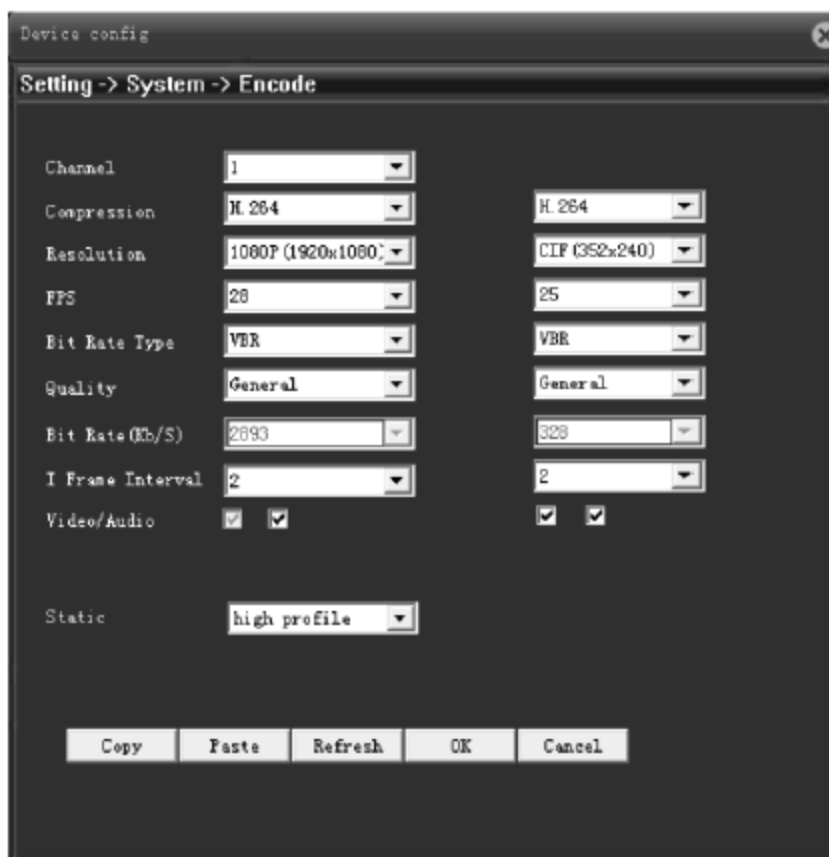 Device config
Setting -> System -> Encode
Channel 1
Compression H.264 H.264
Resolution 1080P(1920x1080) CIF(352x240)
FPS 28 25
Bit Rate Type VBR VBR
Quality General General
Bit Rate(Kb/S) 2893 328
I Frame Interval 2 2
Video/Audio
Static high profile
Copy Paste Refresh OK Cancel